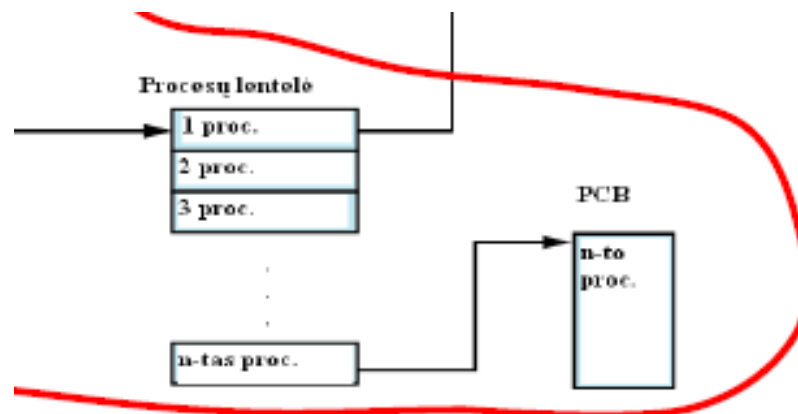 Procesų lentelė
1 proc.
2 proc.
3 proc.
PCB
n-to
proc.
n-tas proc.